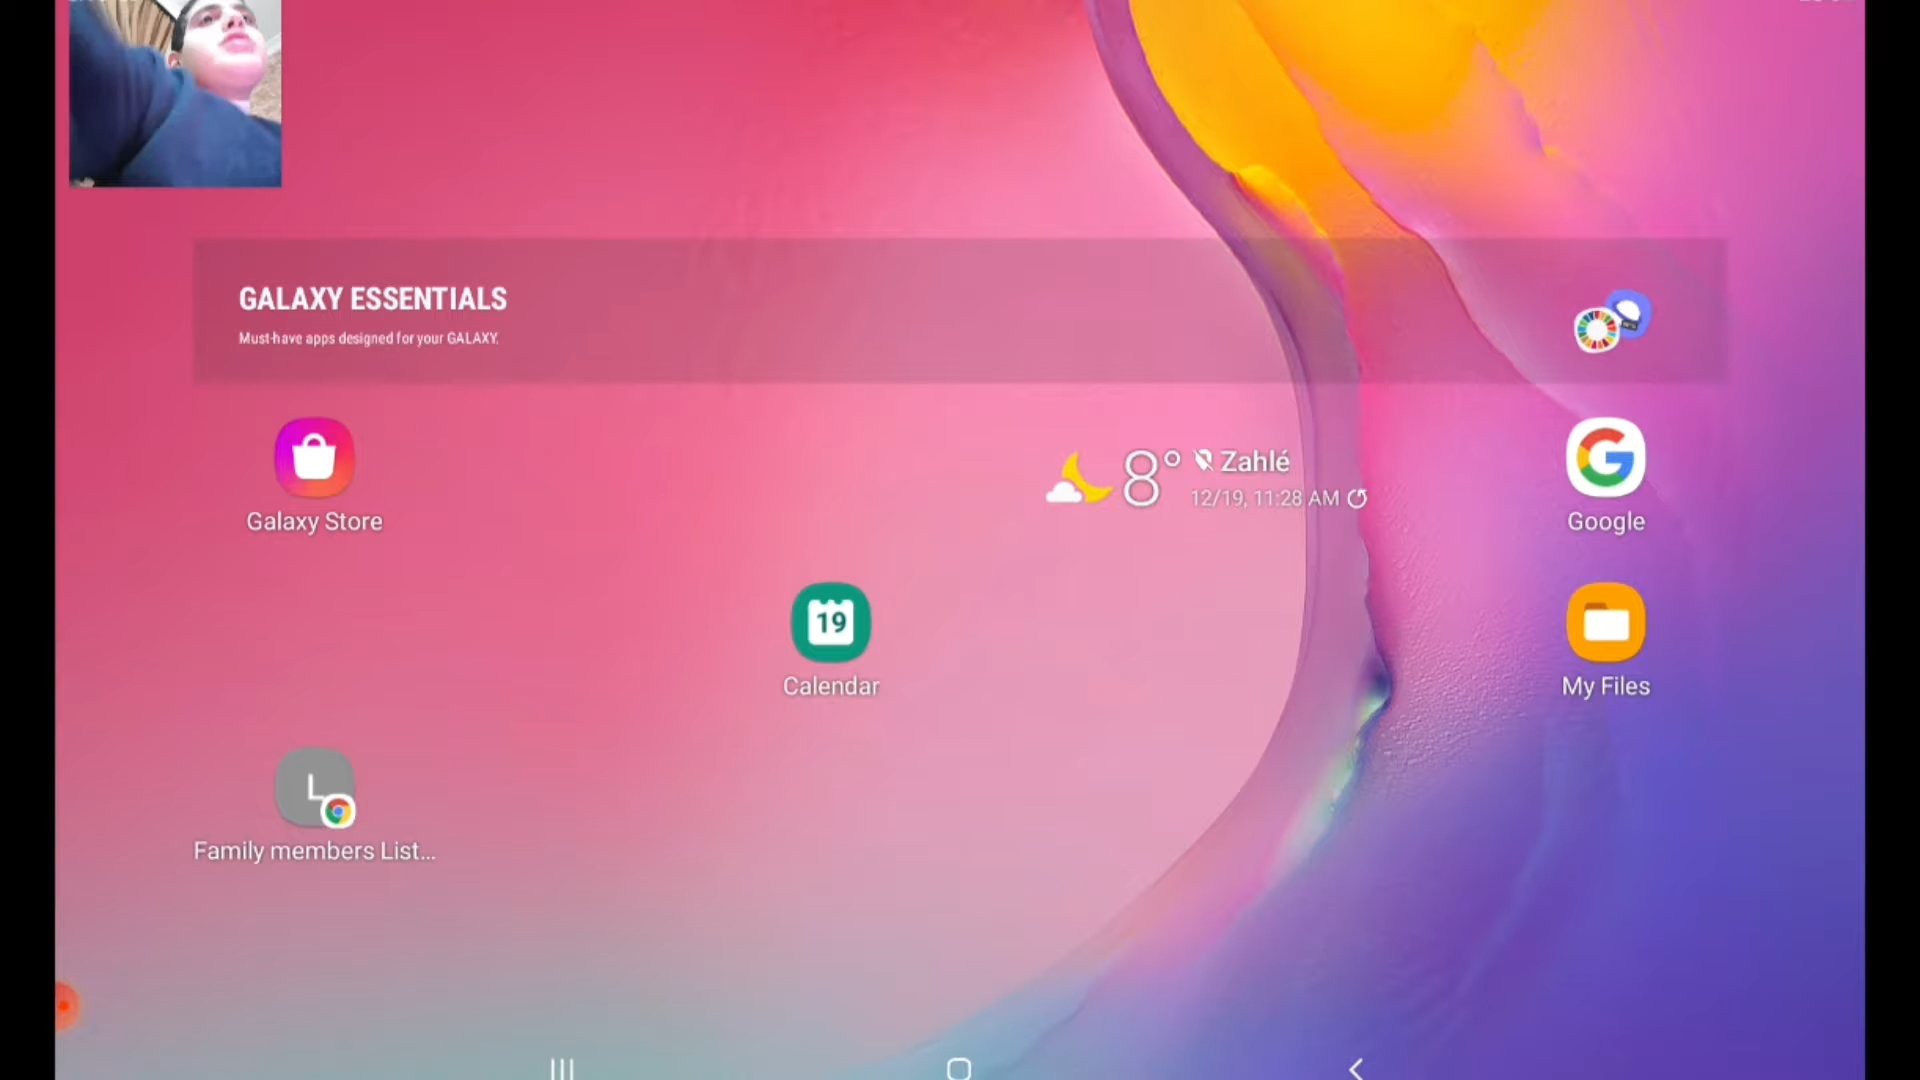 GALAXY ESSENTIALS
Must-have apps designed for your GALAXY.
Galaxy Store
8° Zahlé
12/19, 11:28 AM
Google
19
Calendar
My Files
L
Family members List...